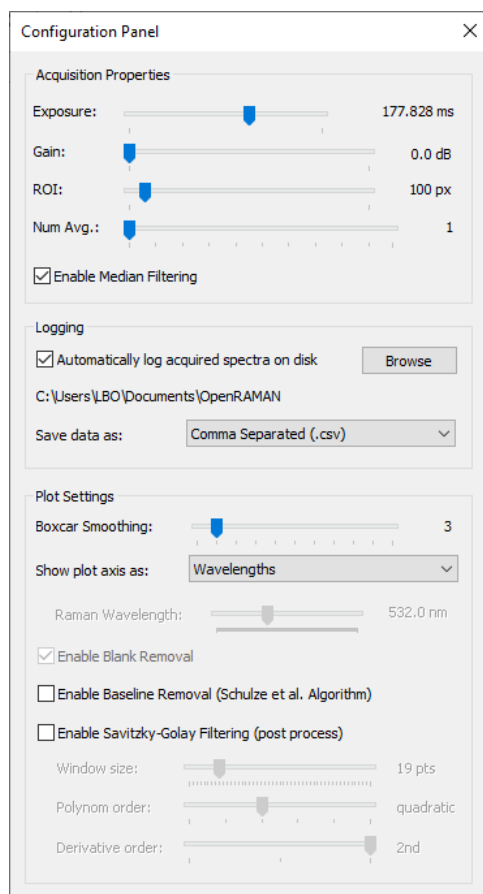 Configuration Panel
Acquisition Properties
Exposure: 177.828 ms
Gain: 0.0 dB
ROI: 100 px
Num Avg.: 1
Enable Median Filtering
Logging
Automatically log acquired spectra on disk Browse
C:\Users\LBO\Documents\OpenRAMAN
Save data as: Comma Separated (.csv)
Plot Settings
Boxcar Smoothing: 3
Show plot axis as: Wavelengths
Raman Wavelength: 532.0 nm
Enable Blank Removal
Enable Baseline Removal (Schulze et al. Algorithm)
Enable Savitzky-Golay Filtering (post process)
Window size: 19 pts
Polynom order: quadratic
Derivative order: 2nd